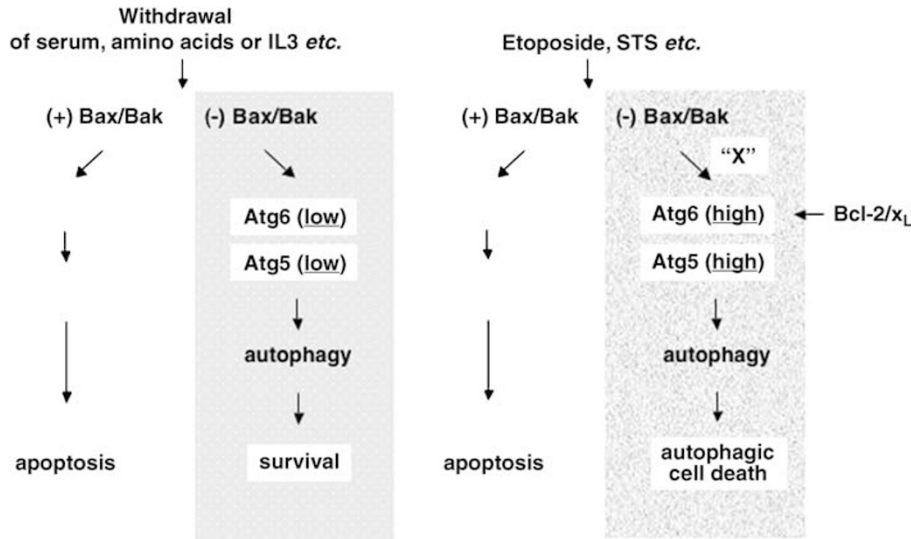 Withdrawal
of serum, amino acids or IL3 etc.
(+) Bax/Bak
(-) Bax/Bak
Atg6 (low)
Atg5 (low)
autophagy
apoptosis
survival
Etoposide, STS etc.
(+) Bax/Bak
(-) Bax/Bak
“X”
Atg6 (high)
Bcl-2/xL
Atg5 (high)
autophagy
apoptosis
autophagic
cell death